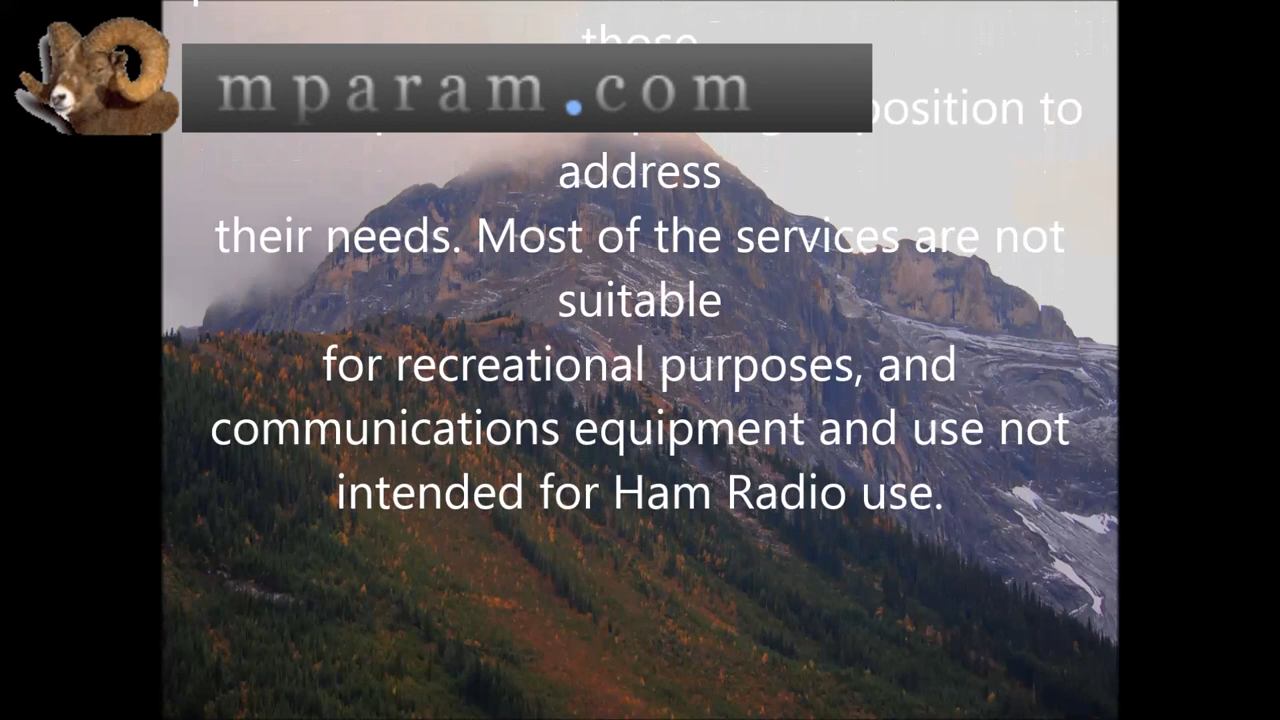 those
mparam.com
position to
address
their needs. Most of the services are not
suitable
for recreational purposes, and
communications equipment and use not
intended for Ham Radio use.